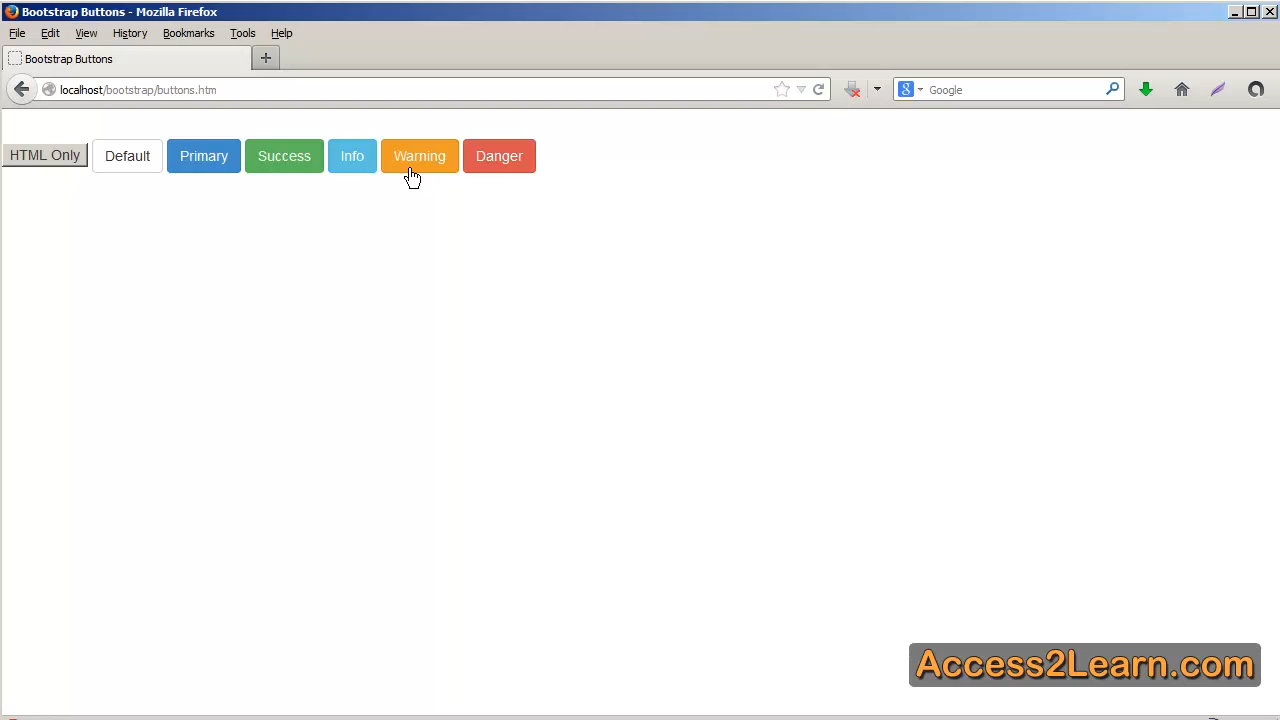 Bootstrap Buttons - Mozilla Firefox
File Edit View History Bookmarks Tools Help
Bootstrap Buttons
localhost/bootstrap/buttons.htm
Google
HTML Only Default Primary Success Info Warning Danger
Access2Learn.com